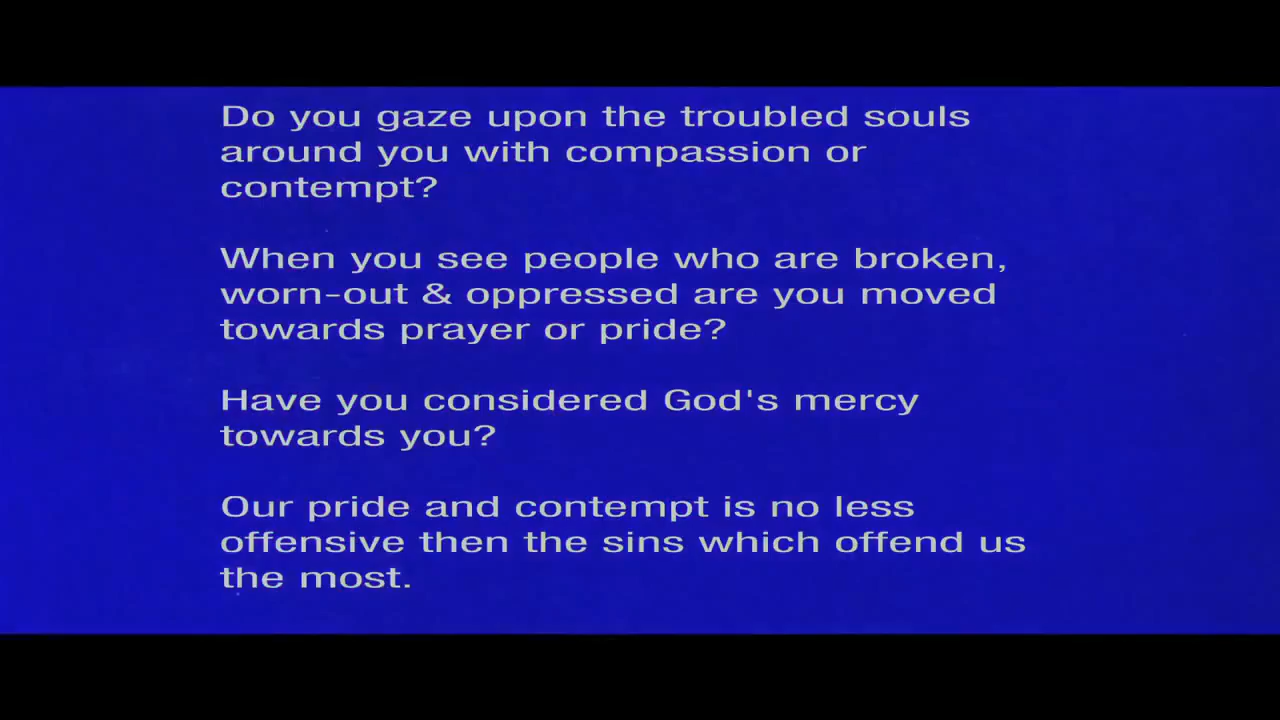 Do you gaze upon the troubled souls
around you with compassion or
contempt?
When you see people who are broken,
worn-out & oppressed are you moved
towards prayer or pride?
Have you considered God's mercy
towards you?
Our pride and contempt is no less
offensive then the sins which offend us
the most.